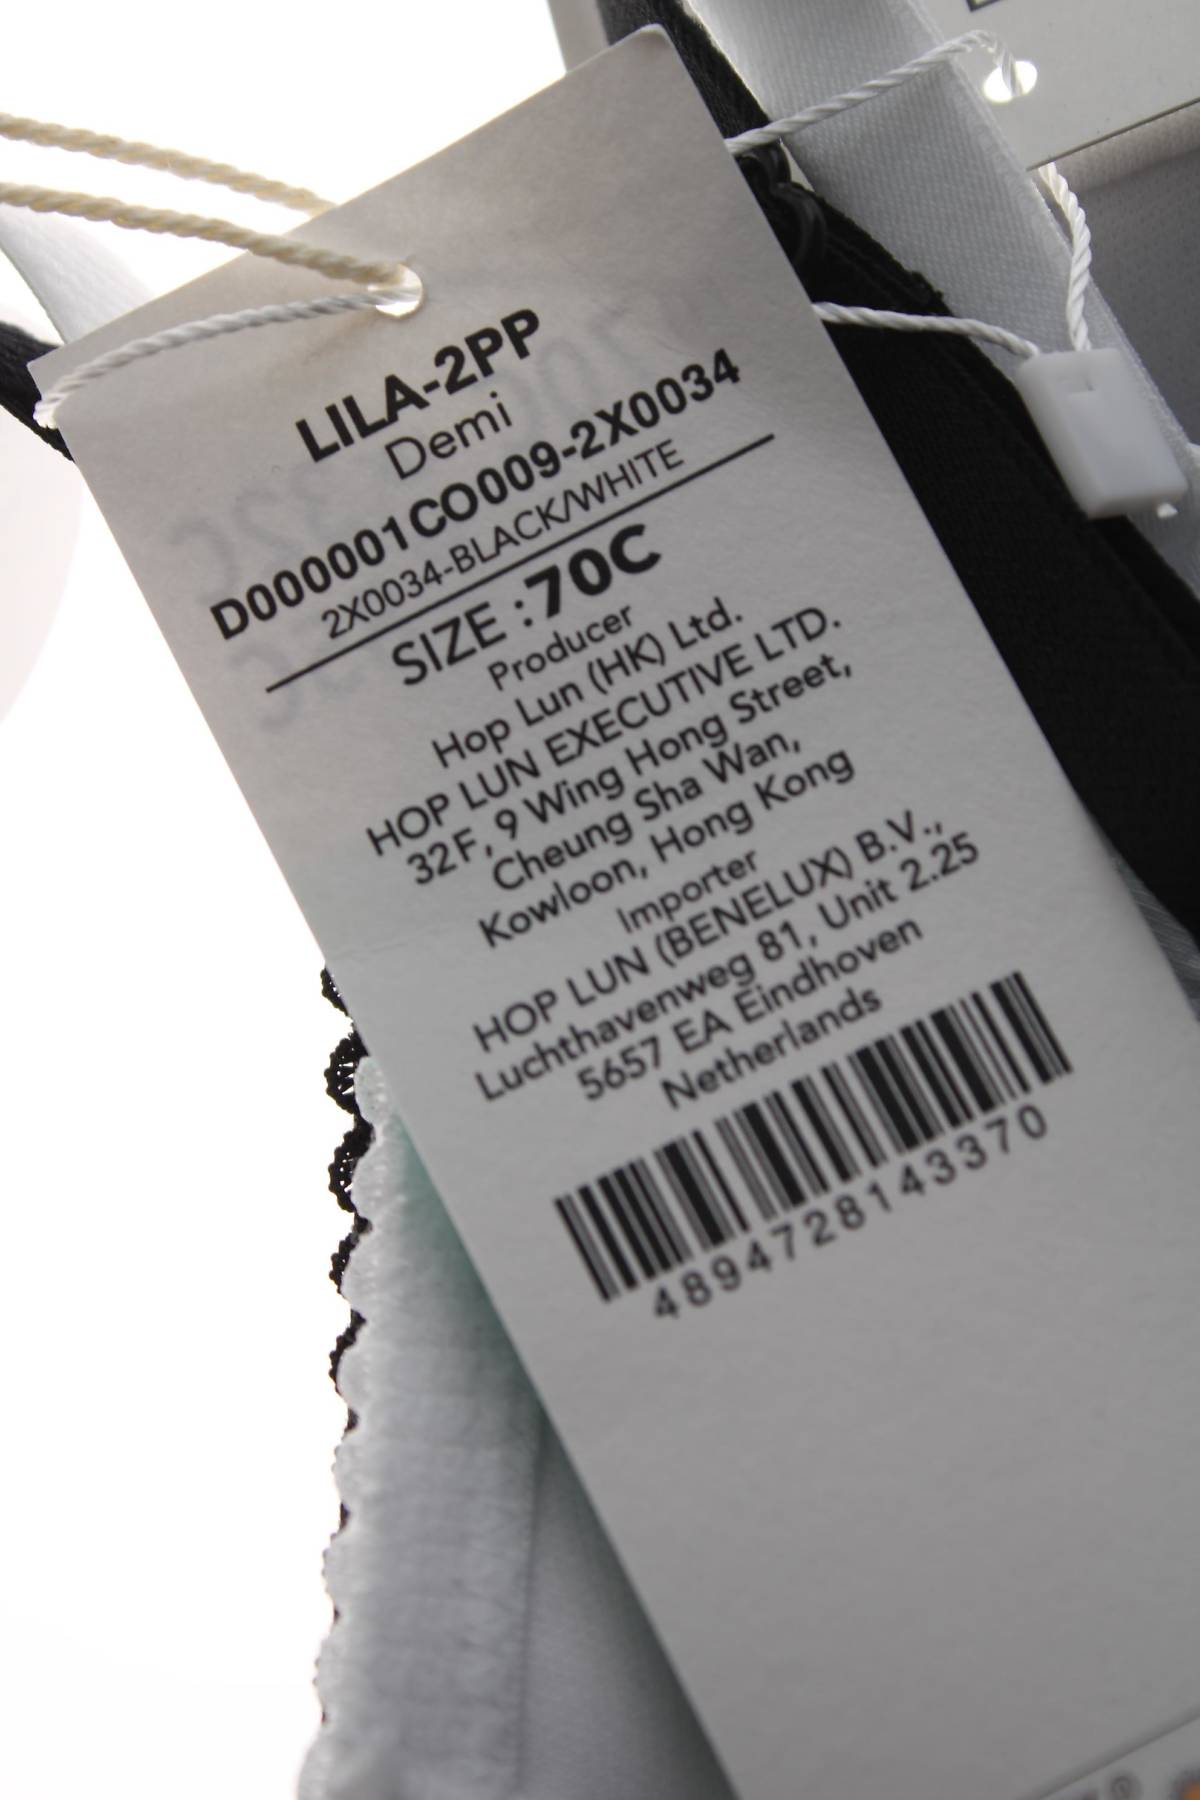 LILA-2PP
Demi
D000001CO009-2X0034
2X0034-BLACK/WHITE
SIZE : 70C
Producer
Hop Lun (HK) Ltd.
HOP LUN EXECUTIVE LTD.
32F, 9 Wing Hong Street,
Cheung Sha Wan,
Kowloon, Hong Kong
Importer
HOP LUN (BENELUX) B.V.,
Luchthavenweg 81, Unit 2.25
5657 EA Eindhoven
Netherlands
4894728143370